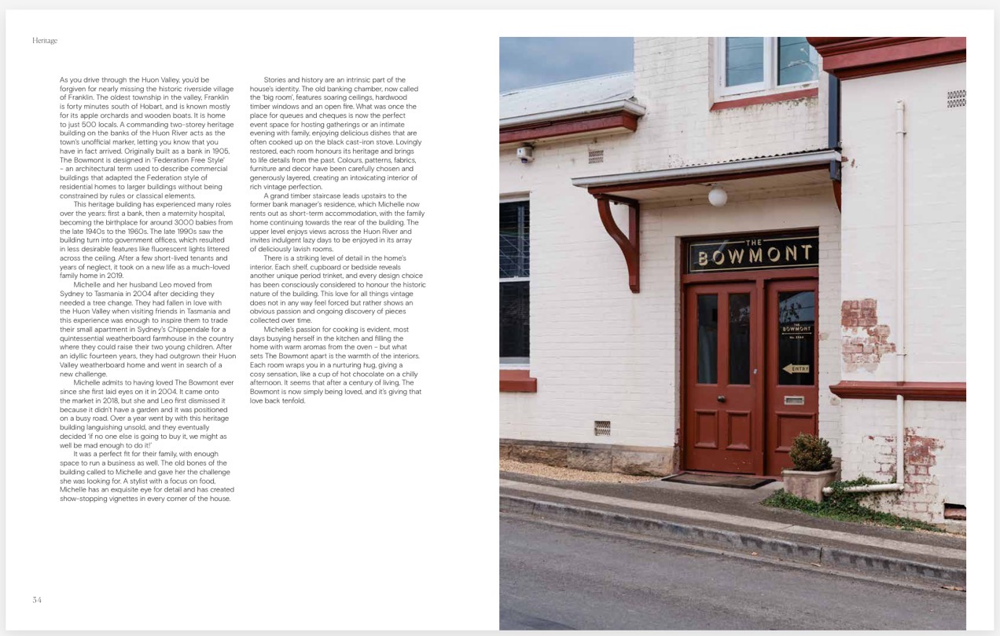 Heritage
As you drive through the Huon Valley, you'd be
forgiven for nearly missing the historic riverside village
of Franklin. The oldest township in the valley, Franklin
is forty minutes south of Hobart, and is known mostly
for its apple orchards and wooden boats. It is home
to just 500 locals. A commanding two-storey heritage
building on the banks of the Huon River acts as the
town's unofficial marker, letting you know that you
have in fact arrived. Originally built as a bank in 1905,
The Bowmont is designed in 'Federation Free Style'
– an architectural term used to describe commercial
buildings that adapted the Federation style of
residential homes to larger buildings without being
constrained by rules or classical elements.
This heritage building has experienced many roles
over the years: first a bank, then a maternity hospital,
becoming the birthplace for around 3000 babies from
the late 1940s to the 1960s. The late 1990s saw the
building turn into government offices, which resulted
in less desirable features like fluorescent lights littered
across the ceiling. After a few short-lived tenants and
years of neglect, it took on a new life as a much-loved
family home in 2019.
Michelle and her husband Leo moved from
Sydney to Tasmania in 2004 after deciding they
needed a tree change. They had fallen in love with
the Huon Valley when visiting friends in Tasmania and
this experience was enough to inspire them to trade
their small apartment in Sydney's Chippendale for a
quintessential weatherboard farmhouse in the country
where they could raise their two young children. After
an idyllic fourteen years, they had outgrown their Huon
Valley weatherboard home and went in search of a
new challenge.
Michelle admits to having loved The Bowmont ever
since she first laid eyes on it in 2004. It came onto
the market in 2018, but she and Leo first dismissed it
because it didn't have a garden and it was positioned
on a busy road. Over a year went by with this heritage
building languishing unsold, and they eventually
decided 'if no one else is going to buy it, we might as
well be mad enough to do it!'
It was a perfect fit for their family, with enough
space to run a business as well. The old bones of the
building called to Michelle and gave her the challenge
she was looking for. A stylist with a focus on food,
Michelle has an exquisite eye for detail and has created
show-stopping vignettes in every corner of the house.
Stories and history are an intrinsic part of the
house's identity. The old banking chamber, now called
the 'big room', features soaring ceilings, hardwood
timber windows and an open fire. What was once the
place for queues and cheques is now the perfect
event space for hosting gatherings or an intimate
evening with family, enjoying delicious dishes that are
often cooked up on the black cast-iron stove. Lovingly
restored, each room honours its heritage and brings
to life details from the past. Colours, patterns, fabrics,
furniture and decor have been carefully chosen and
generously layered, creating an intoxicating interior of
rich vintage perfection.
A grand timber staircase leads upstairs to the
former bank manager's residence, which Michelle now
rents out as short-term accommodation, with the family
home continuing towards the rear of the building. The
upper level enjoys views across the Huon River and
invites indulgent lazy days to be enjoyed in its array
of deliciously lavish rooms.
There is a striking level of detail in the home's
interior. Each shelf, cupboard or bedside reveals
another unique period trinket, and every design choice
has been consciously considered to honour the historic
nature of the building. This love for all things vintage
does not in any way feel forced but rather shows an
obvious passion and ongoing discovery of pieces
collected over time.
Michelle's passion for cooking is evident, most
days busying herself in the kitchen and filling the
home with warm aromas from the oven – but what
sets The Bowmont apart is the warmth of the interiors.
Each room wraps you in a nurturing hug, giving a
cosy sensation, like a cup of hot chocolate on a chilly
afternoon. It seems that after a century of living, The
Bowmont is now simply being loved, and it's giving that
love back tenfold.
34
THE
BOWMONT
THE
BOWMONT
ENTRY